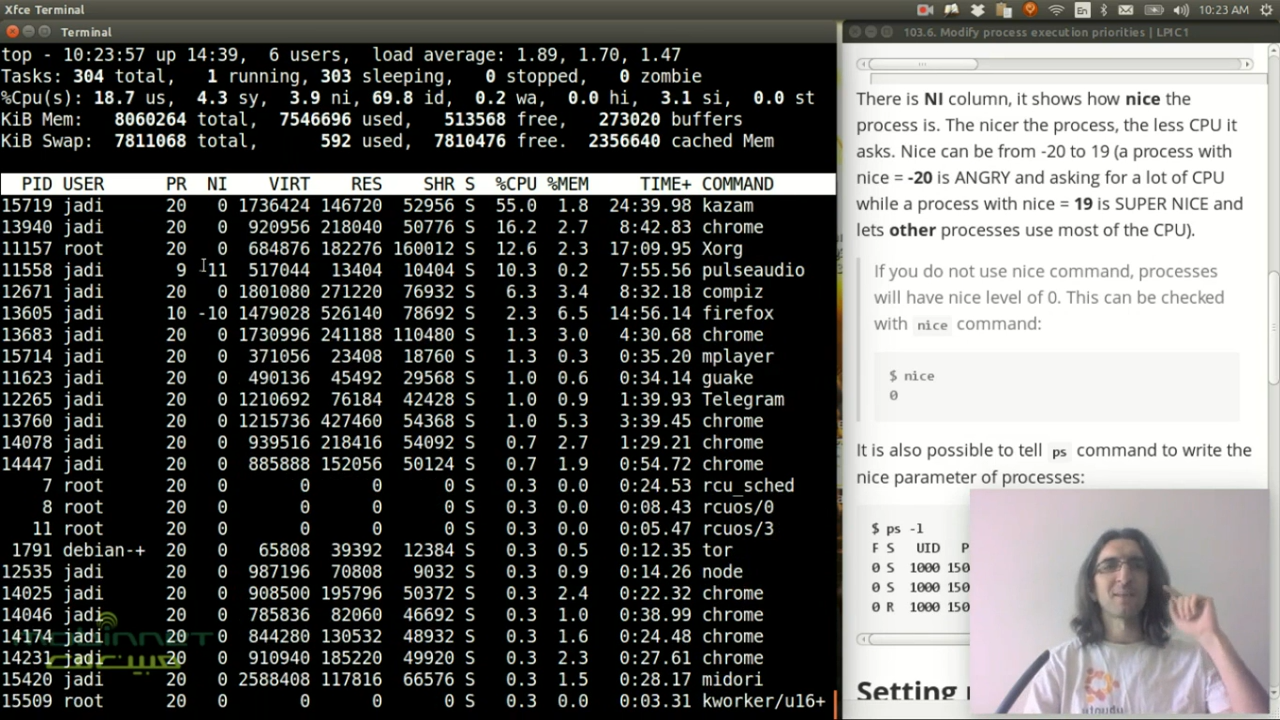 Xfce Terminal
En
10:23 AM
Terminal
103.6. Modify process execution priorities | LPIC1
top - 10:23:57 up 14:39,  6 users,  load average: 1.89, 1.70, 1.47
Tasks: 304 total,   1 running, 303 sleeping,   0 stopped,   0 zombie
%Cpu(s): 18.7 us,  4.3 sy,  3.9 ni, 69.8 id,  0.2 wa,  0.0 hi,  3.1 si,  0.0 st
KiB Mem:   8060264 total,  7546696 used,   513568 free,   273020 buffers
KiB Swap:  7811068 total,      592 used,  7810476 free.  2356640 cached Mem
PID USER      PR  NI    VIRT    RES    SHR S  %CPU %MEM     TIME+ COMMAND
15719 jadi      20   0 1736424 146720  52956 S  55.0  1.8  24:39.98 kazam
13940 jadi      20   0  920956 218040  50776 S  16.2  2.7   8:42.83 chrome
11157 root      20   0  684876 182276 160012 S  12.6  2.3  17:09.95 Xorg
11558 jadi       9 -11  517044  13404  10404 S  10.3  0.2   7:55.56 pulseaudio
12671 jadi      20   0 1801080 271220  76932 S   6.3  3.4   8:32.18 compiz
13605 jadi      10 -10 1479028 526140  78692 S   2.3  6.5  14:56.14 firefox
13683 jadi      20   0 1730996 241188 110480 S   1.3  3.0   4:30.68 chrome
15714 jadi      20   0  371056  23408  18760 S   1.3  0.3   0:35.20 mplayer
11623 jadi      20   0  490136  45492  29568 S   1.0  0.6   0:34.14 guake
12265 jadi      20   0 1210692  76184  42428 S   1.0  0.9   1:39.93 Telegram
13760 jadi      20   0 1215736 427460  54368 S   1.0  5.3   3:39.45 chrome
14078 jadi      20   0  939516 218416  54092 S   0.7  2.7   1:29.21 chrome
14447 jadi      20   0  885888 152056  50124 S   0.7  1.9   0:54.72 chrome
7 root      20   0       0      0      0 S   0.3  0.0   0:24.53 rcu_sched
8 root      20   0       0      0      0 S   0.3  0.0   0:08.43 rcuos/0
11 root      20   0       0      0      0 S   0.3  0.0   0:05.47 rcuos/3
1791 debian-+  20   0   65808  39392  12384 S   0.3  0.5   0:12.35 tor
12535 jadi      20   0  987196  70808   9032 S   0.3  0.9   0:14.26 node
14025 jadi      20   0  908500 195796  50372 S   0.3  2.4   0:22.32 chrome
14046 jadi      20   0  785836  82060  46692 S   0.3  1.0   0:38.99 chrome
14174 jadi      20   0  844280 130532  48932 S   0.3  1.6   0:24.48 chrome
14231 jadi      20   0  910940 185220  49920 S   0.3  2.3   0:27.61 chrome
15420 jadi      20   0 2588408 117816  66576 S   0.3  1.5   0:28.17 midori
15509 root      20   0       0      0      0 S   0.3  0.0   0:03.31 kworker/u16+
There is NI column, it shows how nice the
process is. The nicer the process, the less CPU it
asks. Nice can be from -20 to 19 (a process with
nice = -20 is ANGRY and asking for a lot of CPU
while a process with nice = 19 is SUPER NICE and
lets other processes use most of the CPU).
If you do not use nice command, processes
will have nice level of 0. This can be checked
with nice command:
$ nice
0
It is also possible to tell ps command to write the
nice parameter of processes:
$ ps -l
F S   UID   P
0 S  1000 150
0 S  1000 150
0 R  1000 150
Setting